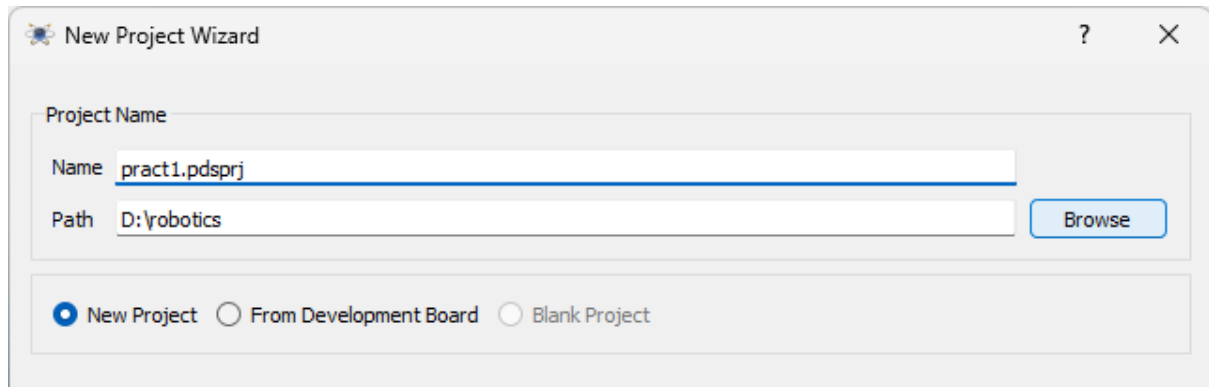 New Project Wizard ?
Project Name
Name pract1.pdsprj
Path D:\robotics Browse
New Project From Development Board Blank Project